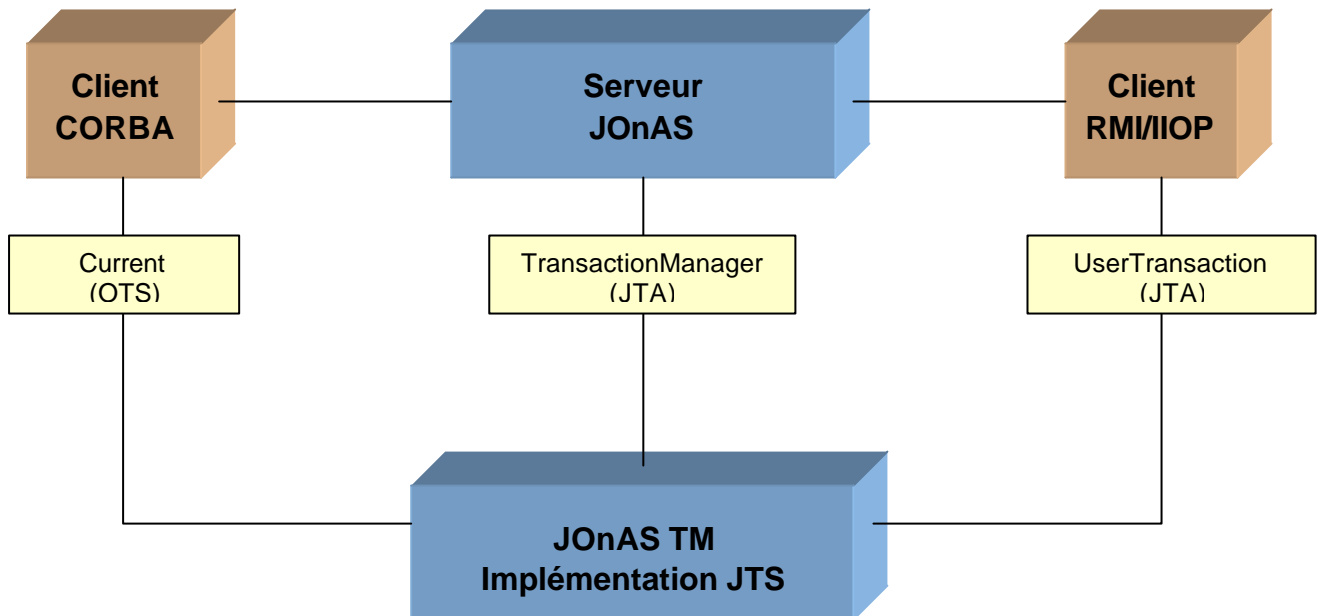 Client
CORBA
Serveur
JOnAS
Client
RMI/IIOP
Current
(OTS)
TransactionManager
(JTA)
UserTransaction
(JTA)
JOnAS TM
Implémentation JTS